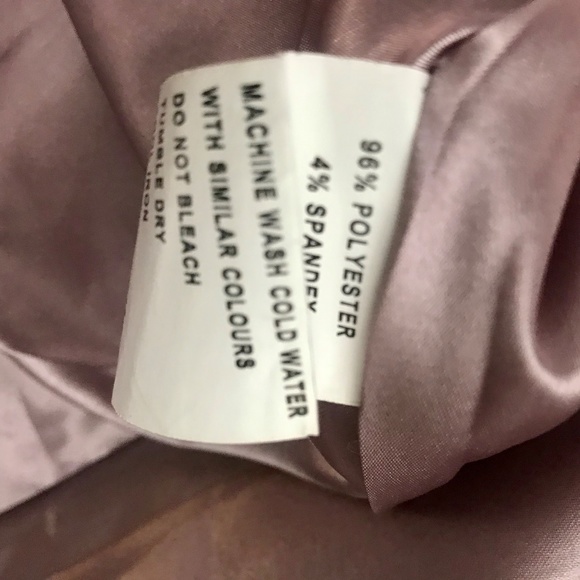 96% POLYESTER
4% SPANDEX
MACHINE WASH COLD WATER
WITH SIMILAR COLOURS
DO NOT BLEACH
TUMBLE DRY
IRON